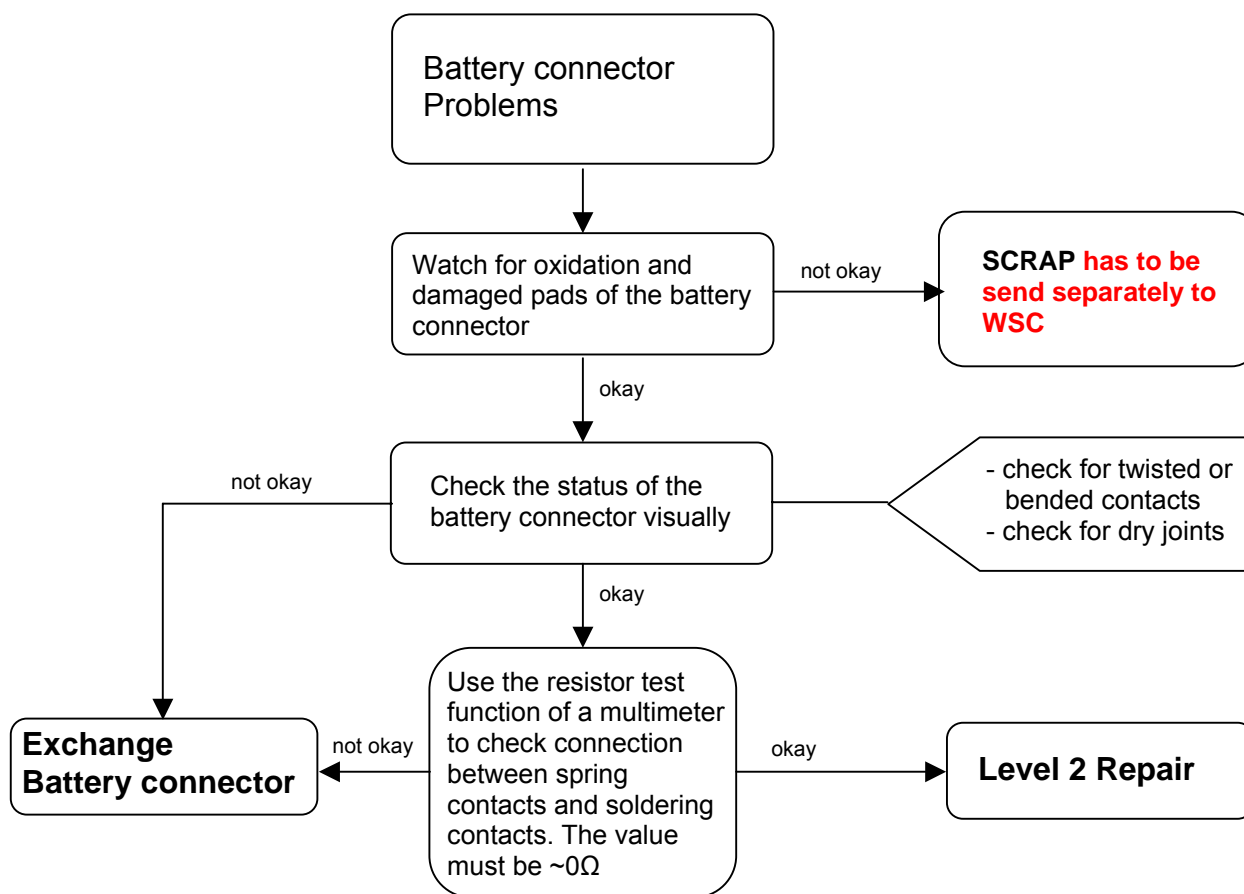 Battery connector
Problems
Watch for oxidation and
damaged pads of the battery
connector
not okay
SCRAP has to be
send separately to
WSC
okay
not okay
Check the status of the
battery connector visually
- check for twisted or
bended contacts
- check for dry joints
okay
Exchange
Battery connector
not okay
Use the resistor test
function of a multimeter
to check connection
between spring
contacts and soldering
contacts. The value
must be ~0Ω
okay
Level 2 Repair